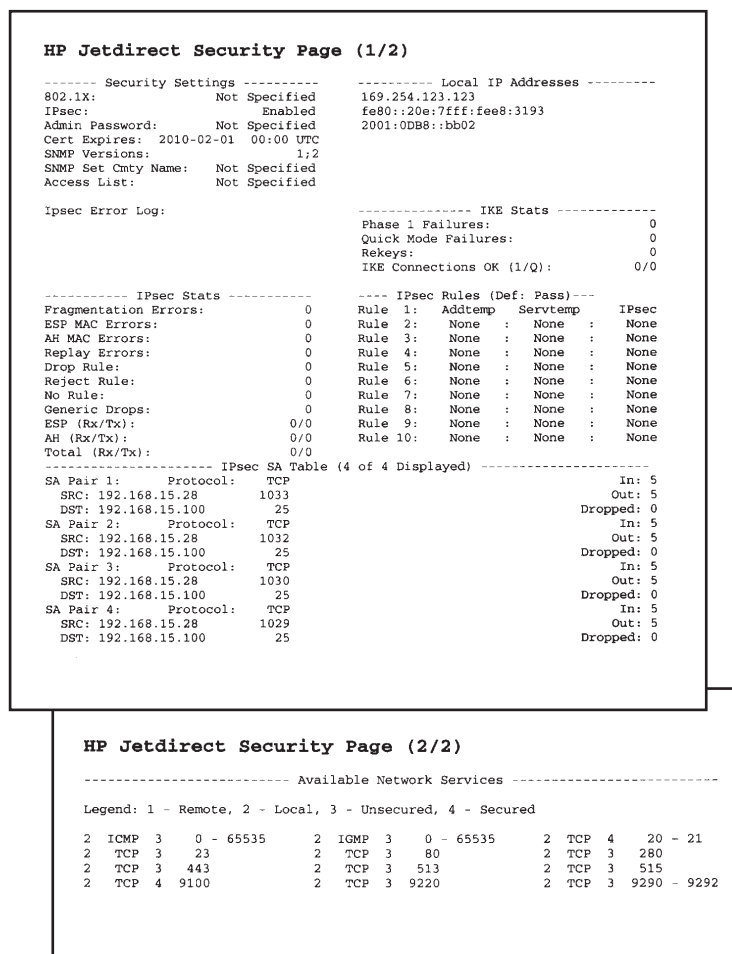 HP Jetdirect Security Page (1/2)
------- Security Settings ----------
802.1X: Not Specified
IPsec: Enabled
Admin Password: Not Specified
Cert Expires: 2010-02-01 00:00 UTC
SNMP Versions: 1;2
SNMP Set Cmty Name: Not Specified
Access List: Not Specified
---------- Local IP Addresses ---------
169.254.123.123
fe80::20e:7fff:fee8:3193
2001:0DB8::bb02
Ipsec Error Log:
--------------- IKE Stats -------------
Phase 1 Failures: 0
Quick Mode Failures: 0
Rekeys: 0
IKE Connections OK (1/Q): 0/0
----------- IPsec Stats -----------
Fragmentation Errors: 0
ESP MAC Errors: 0
AH MAC Errors: 0
Replay Errors: 0
Drop Rule: 0
Reject Rule: 0
No Rule: 0
Generic Drops: 0
ESP (Rx/Tx): 0/0
AH (Rx/Tx): 0/0
Total (Rx/Tx): 0/0
---- IPsec Rules (Def: Pass)---
Rule 1: Addtemp Servtemp IPsec
Rule 2: None : None : None
Rule 3: None : None : None
Rule 4: None : None : None
Rule 5: None : None : None
Rule 6: None : None : None
Rule 7: None : None : None
Rule 8: None : None : None
Rule 9: None : None : None
Rule 10: None : None : None
---------------------- IPsec SA Table (4 of 4 Displayed) ----------------------
SA Pair 1: Protocol: TCP In: 5
SRC: 192.168.15.28 1033 Out: 5
DST: 192.168.15.100 25 Dropped: 0
SA Pair 2: Protocol: TCP In: 5
SRC: 192.168.15.28 1032 Out: 5
DST: 192.168.15.100 25 Dropped: 0
SA Pair 3: Protocol: TCP In: 5
SRC: 192.168.15.28 1030 Out: 5
DST: 192.168.15.100 25 Dropped: 0
SA Pair 4: Protocol: TCP In: 5
SRC: 192.168.15.28 1029 Out: 5
DST: 192.168.15.100 25 Dropped: 0
HP Jetdirect Security Page (2/2)
-------------------------- Available Network Services --------------------------
Legend: 1 - Remote, 2 - Local, 3 - Unsecured, 4 - Secured
2 ICMP 3 0 - 65535 2 IGMP 3 0 - 65535 2 TCP 4 20 - 21
2 TCP 3 23 2 TCP 3 80 2 TCP 3 280
2 TCP 3 443 2 TCP 3 513 2 TCP 3 515
2 TCP 4 9100 2 TCP 3 9220 2 TCP 3 9290 - 9292